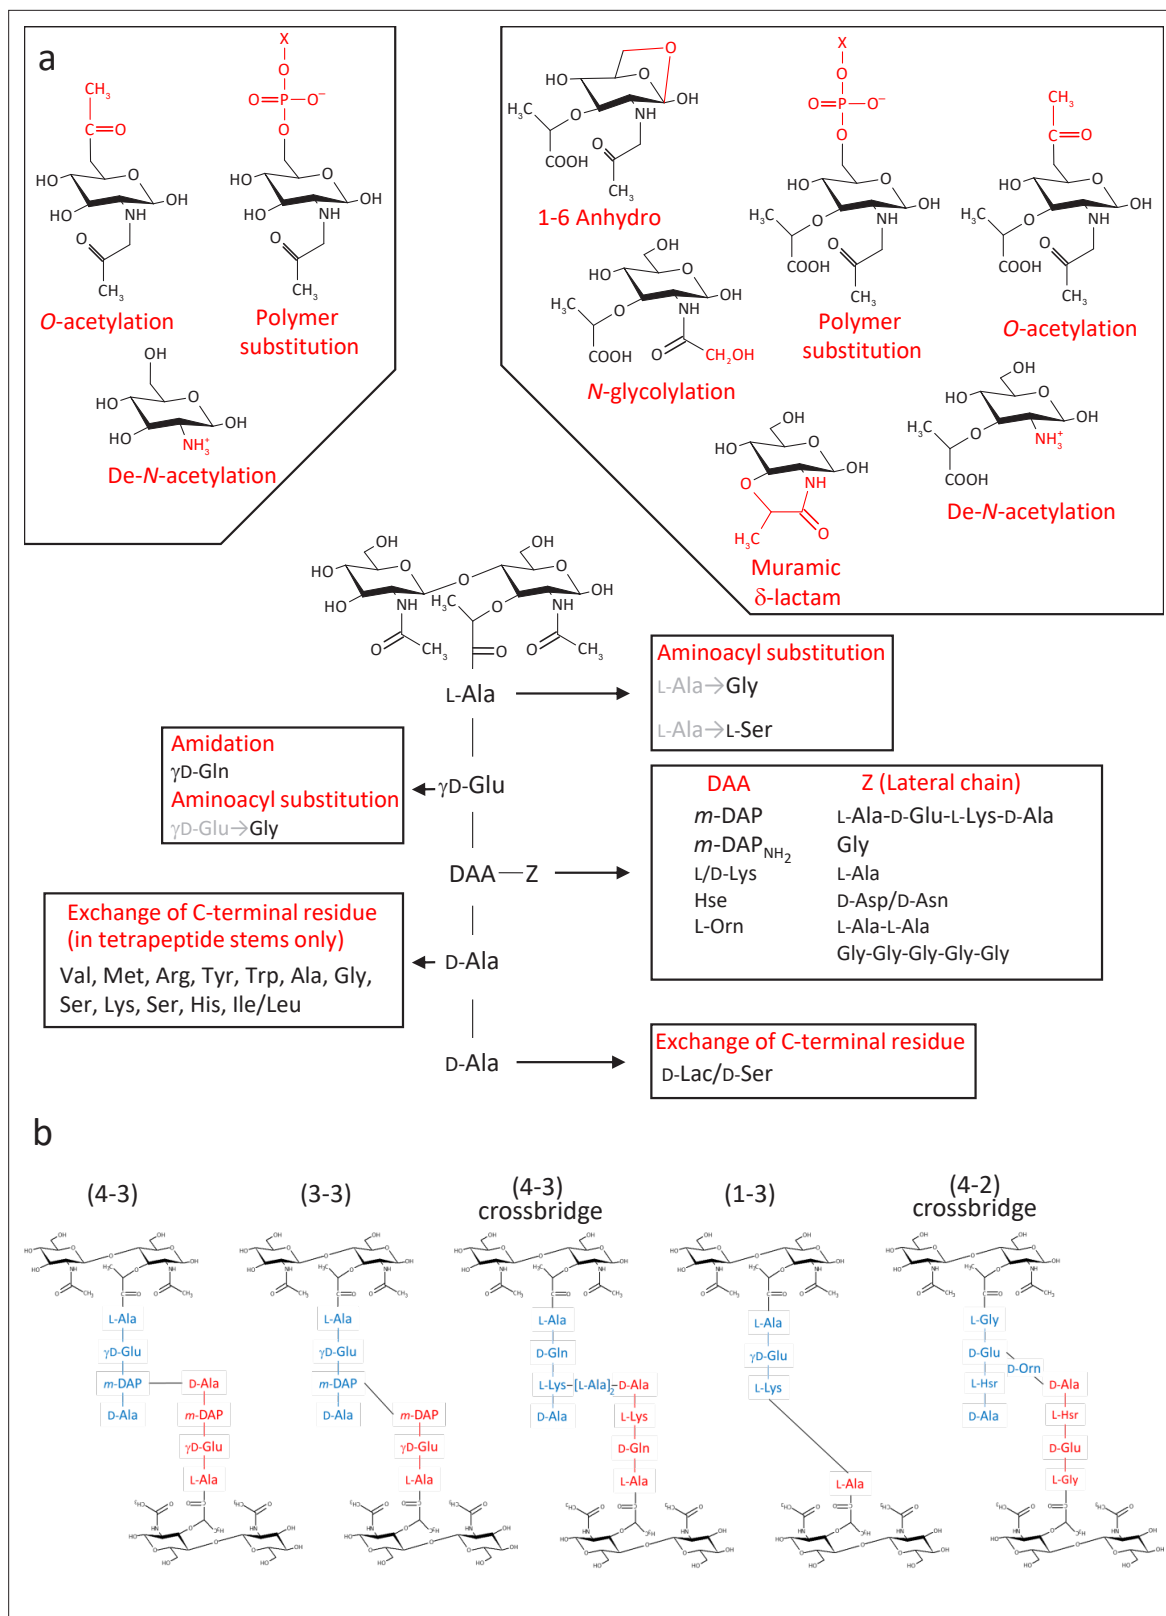 a
X
O
O=P–O⁻
O
CH₃
C=O
HO
HO
O
OH
NH
O
CH₃
O-acetylation
HO
HO
O
OH
NH
O
CH₃
Polymer
substitution
OH
HO
HO
O
OH
NH₃⁺
De-N-acetylation
O
HO
O
OH
H₃C
O
NH
COOH
O
CH₃
1-6 Anhydro
X
O
O=P–O⁻
O
HO
O
OH
H₃C
O
NH
COOH
O
CH₃
Polymer
substitution
CH₃
C=O
HO
O
OH
H₃C
O
NH
COOH
O
CH₃
O-acetylation
OH
HO
O
OH
H₃C
O
NH
COOH
O
CH₂OH
N-glycolylation
OH
HO
O
OH
O
NH
H₃C
O
Muramic
δ-lactam
OH
HO
O
OH
H₃C
O
NH₃⁺
COOH
De-N-acetylation
OH
HO
HO
O
O
NH
O
CH₃
OH
O
OH
H₃C
O
NH
C=O
O
CH₃
L-Ala
Aminoacyl substitution
L-Ala→Gly
L-Ala→L-Ser
Amidation
γD-Gln
Aminoacyl substitution
γD-Glu→Gly
γD-Glu
DAA—Z
DAA Z (Lateral chain)
m-DAP L-Ala-D-Glu-L-Lys-D-Ala
m-DAP NH₂ Gly
L/D-Lys L-Ala
Hse D-Asp/D-Asn
L-Orn L-Ala-L-Ala
Gly-Gly-Gly-Gly-Gly
Exchange of C-terminal residue
(in tetrapeptide stems only)
Val, Met, Arg, Tyr, Trp, Ala, Gly,
Ser, Lys, Ser, His, Ile/Leu
D-Ala
D-Ala
Exchange of C-terminal residue
D-Lac/D-Ser
b
(4-3)
L-Ala
γD-Glu
m-DAP
D-Ala
D-Ala
m-DAP
γD-Glu
L-Ala
(3-3)
L-Ala
γD-Glu
m-DAP
D-Ala
m-DAP
γD-Glu
L-Ala
(4-3)
crossbridge
L-Ala
D-Gln
L-Lys–[L-Ala]₂–D-Ala
D-Ala
L-Lys
D-Gln
L-Ala
(1-3)
L-Ala
γD-Glu
L-Lys
L-Ala
(4-2)
crossbridge
L-Gly
D-Glu
D-Orn
L-Hsr
D-Ala
D-Ala
L-Hsr
D-Glu
L-Gly